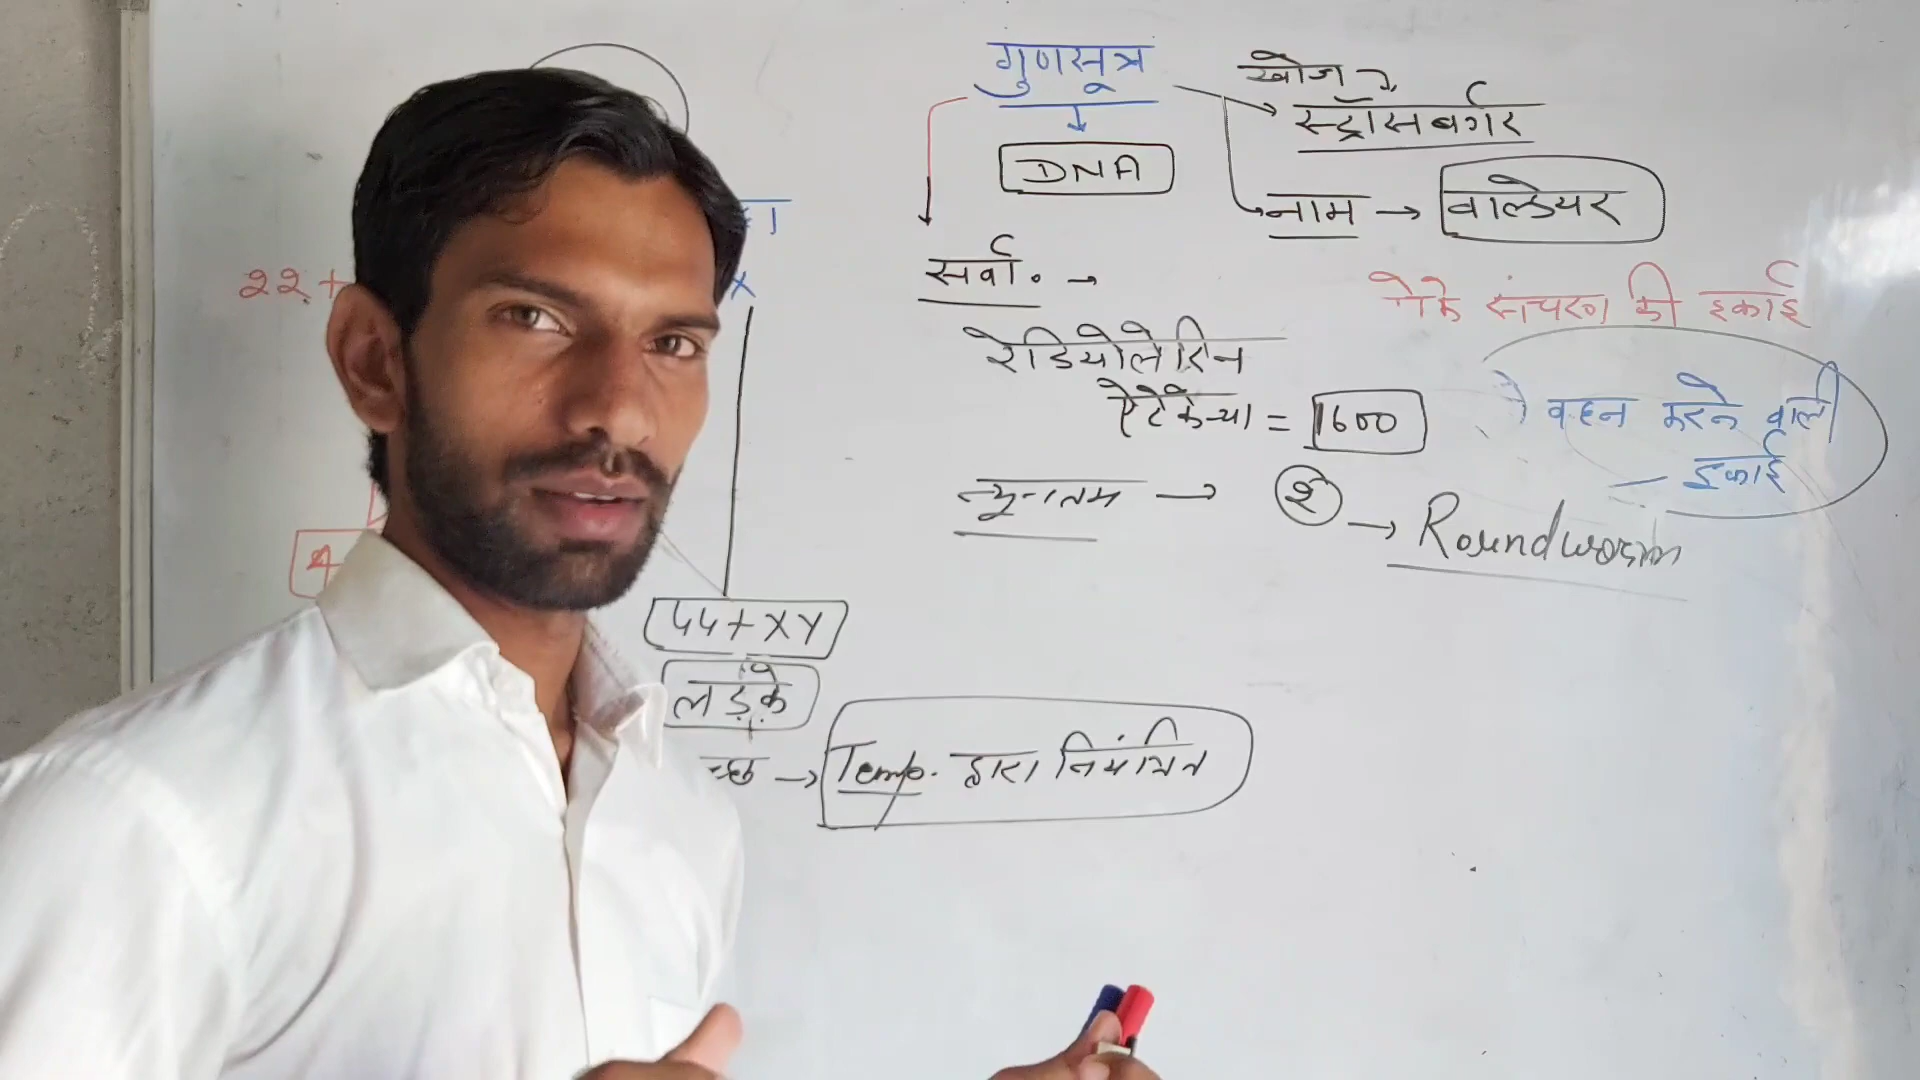 गुणसूत्र
खोज →
स्ट्रॉसबर्गर
DNA
नाम → वाल्डेयर
22+
X
सर्वा. →
के संचरण की इकाई
रेडियोलेरिन
ऐटेकेन्या = 1600
वहन करने वाली
इकाई
न्यूनतम → 2 → Roundworm
44+XY
लड़के
→ Temp. द्वारा नियंत्रित